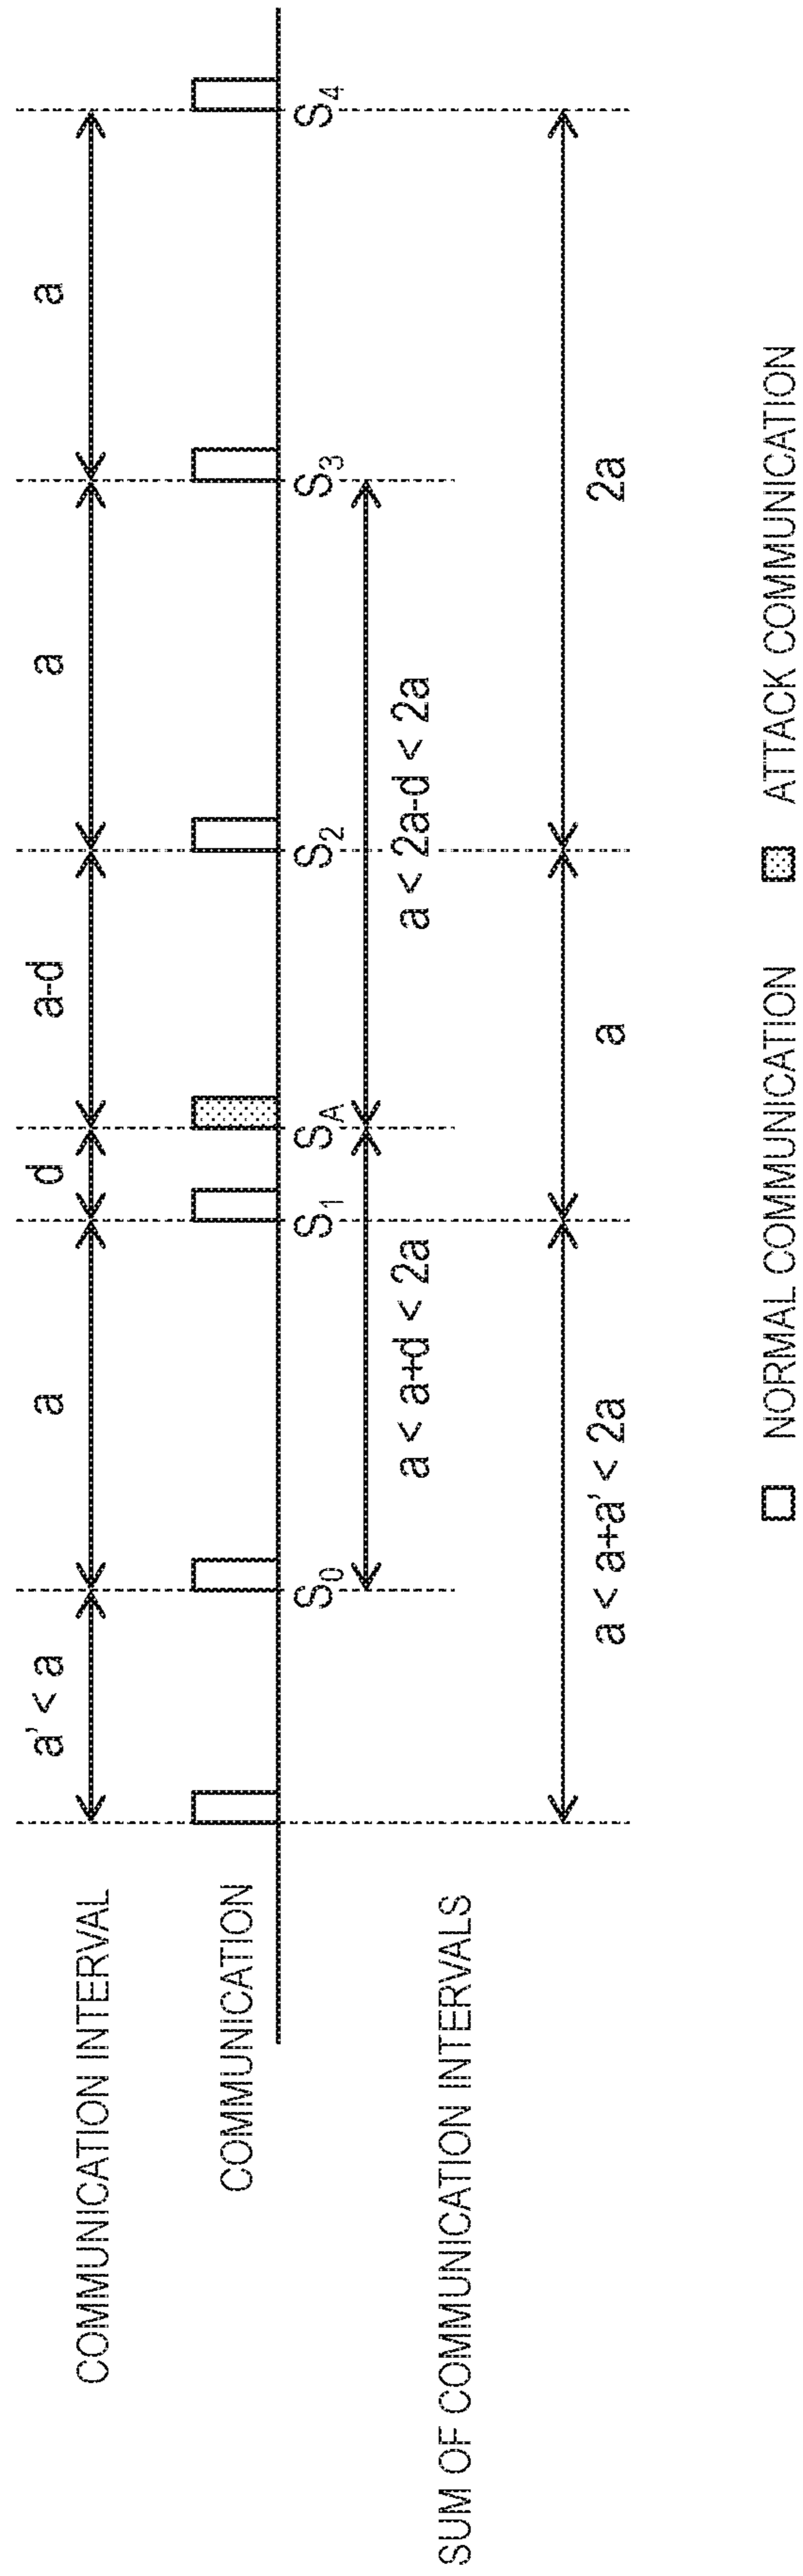 COMMUNICATION INTERVAL
a' < a
a
d
a-d
a
a
COMMUNICATION
S0
S1
SA
S2
S3
S4
SUM OF COMMUNICATION INTERVALS
a < a+d < 2a
a < 2a-d < 2a
a < a+a' < 2a
a
2a
NORMAL COMMUNICATION
ATTACK COMMUNICATION